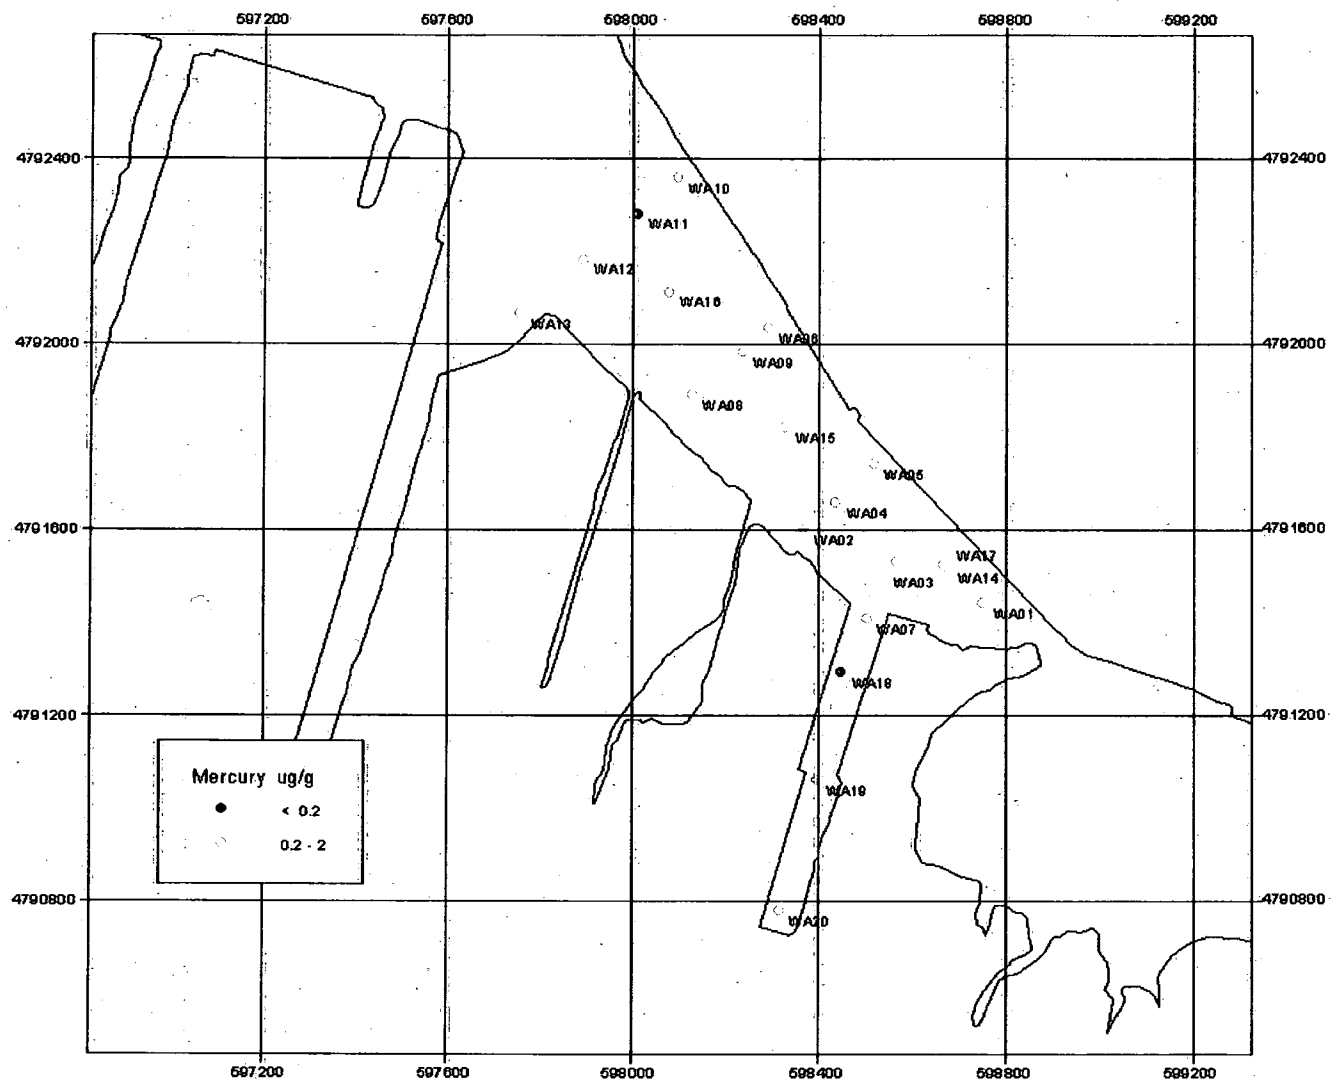 597200 597600 598000 598400 598800 599200
4792400 4792400
WA10
WA11
WA12
WA16
WA13
WA06
4792000 4792000
WA09
WA08
WA15
WA05
WA04
4791600 4791600
WA02
WA17
WA14
WA03
WA01
WA07
WA18
4791200 4791200
Mercury ug/g
< 0.2
WA19
0.2 - 2
4790800 4790800
WA20
597200 597600 598000 598400 598800 599200